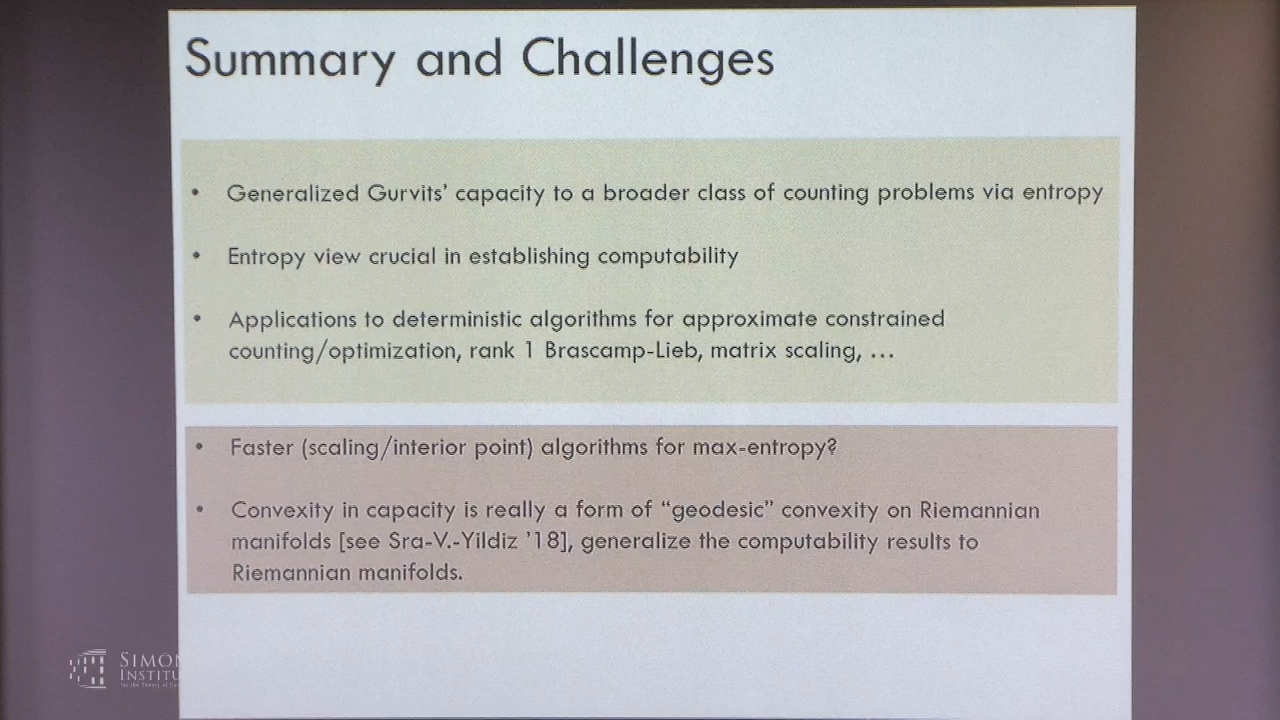 Summary and Challenges
• Generalized Gurvits' capacity to a broader class of counting problems via entropy
• Entropy view crucial in establishing computability
• Applications to deterministic algorithms for approximate constrained
counting/optimization, rank 1 Brascamp-Lieb, matrix scaling, …
• Faster (scaling/interior point) algorithms for max-entropy?
• Convexity in capacity is really a form of “geodesic” convexity on Riemannian
manifolds [see Sra-V.-Yildiz ’18], generalize the computability results to
Riemannian manifolds.
SIMON
INSTITU